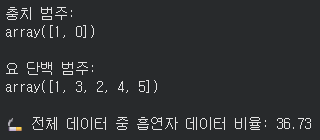 충치 범주:
array([1, 0])
요 단백 범주:
array([1, 3, 2, 4, 5])
🚬 전체 데이터 중 흡연자 데이터 비율: 36.73